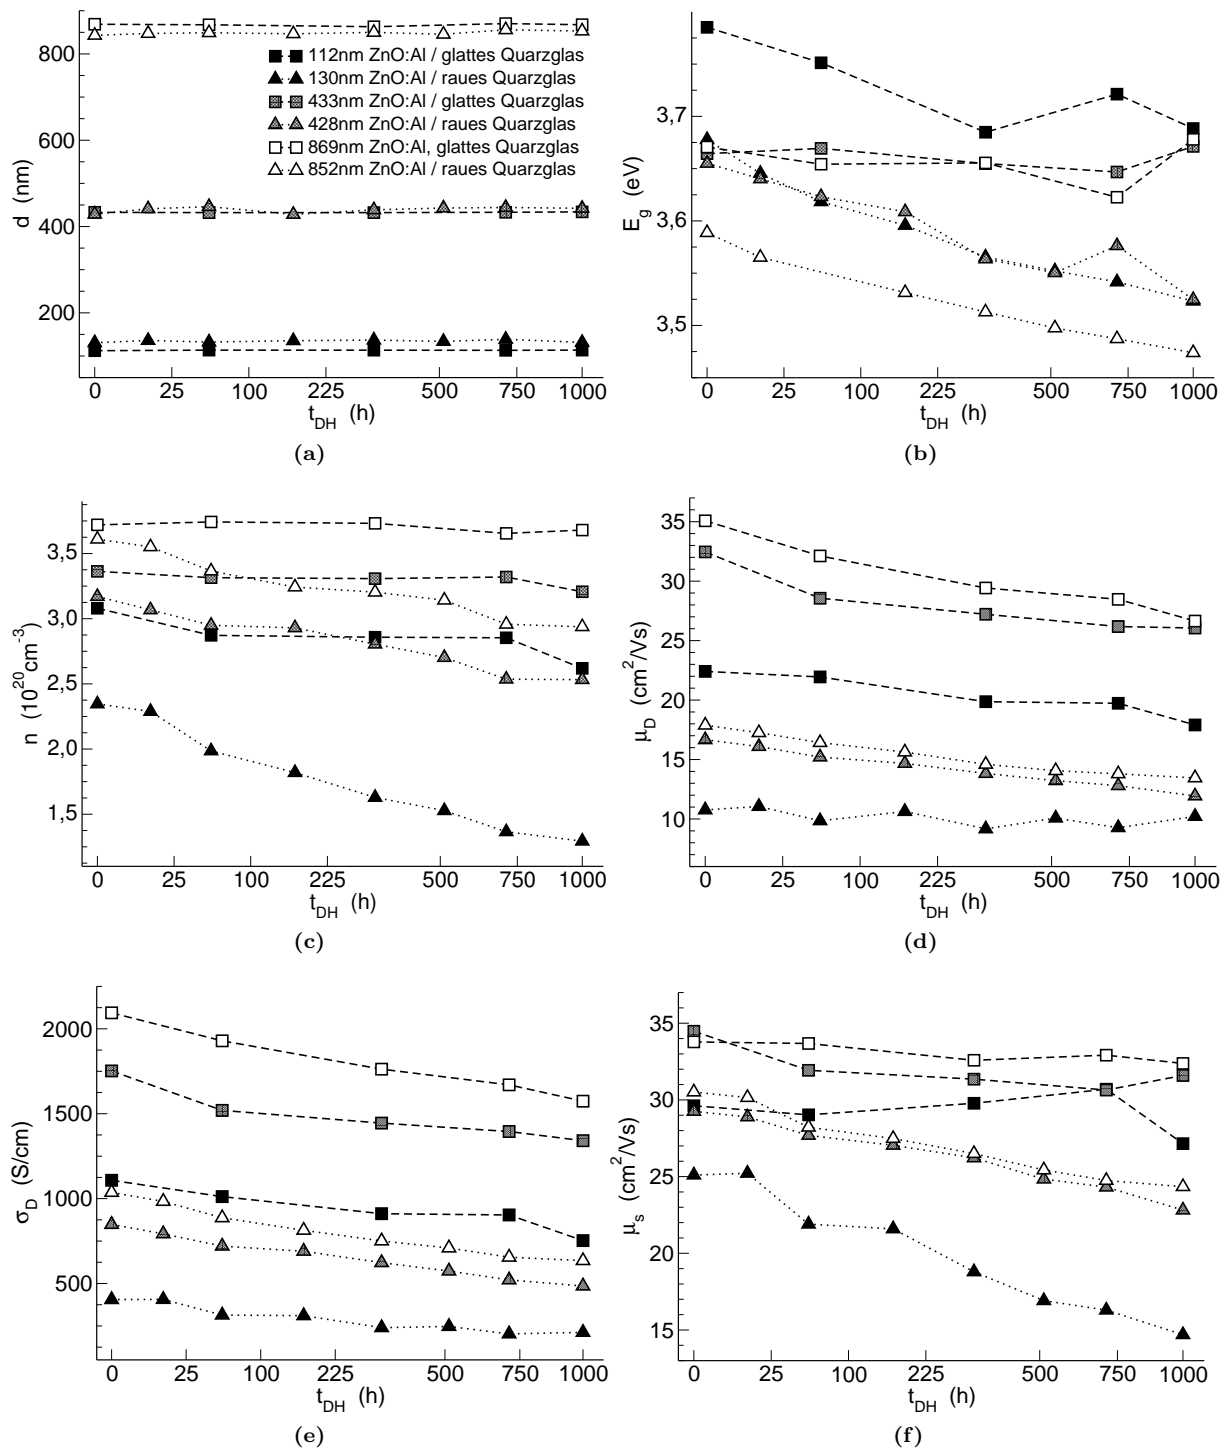 800
600
400
200
d (nm)
112nm ZnO:Al / glattes Quarzglas
130nm ZnO:Al / raues Quarzglas
433nm ZnO:Al / glattes Quarzglas
428nm ZnO:Al / raues Quarzglas
869nm ZnO:Al, glattes Quarzglas
852nm ZnO:Al / raues Quarzglas
0 25 100 225 500 750 1000
t_DH (h)
(a)
3,7
3,6
3,5
E_g (eV)
0 25 100 225 500 750 1000
t_DH (h)
(b)
3.5
3.0
2.5
2.0
1.5
n (10^20 cm^-3)
0 25 100 225 500 750 1000
t_DH (h)
(c)
35
30
25
20
15
10
μ_D (cm^2/Vs)
0 25 100 225 500 750 1000
t_DH (h)
(d)
2000
1500
1000
500
σ_D (S/cm)
0 25 100 225 500 750 1000
t_DH (h)
(e)
35
30
25
20
15
μ_s (cm^2/Vs)
0 25 100 225 500 750 1000
t_DH (h)
(f)